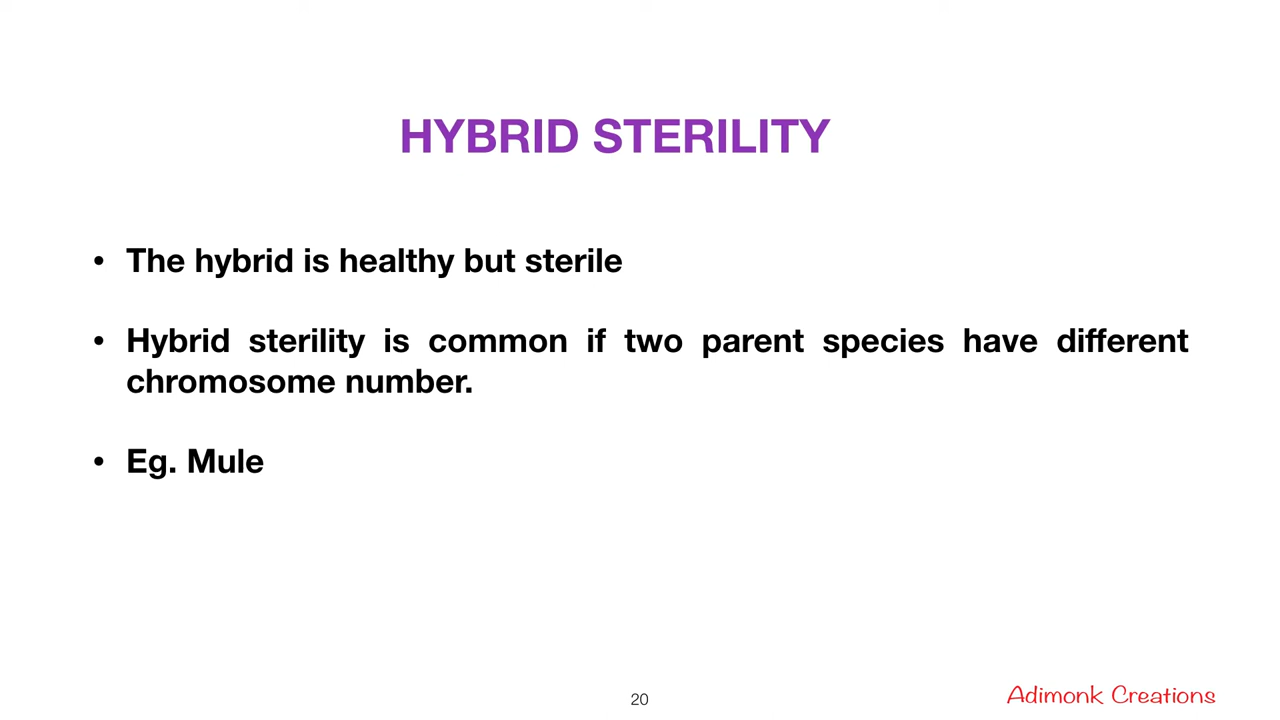 HYBRID STERILITY
• The hybrid is healthy but sterile
• Hybrid sterility is common if two parent species have different
chromosome number.
• Eg. Mule
20
Adimonk Creations